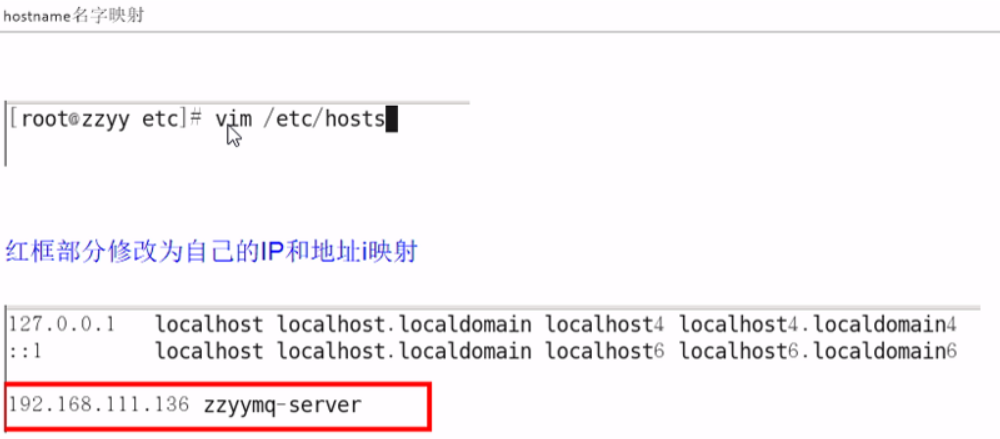 hostname名字映射
[root@zzyy etc]# vim /etc/hosts
红框部分修改为自己的IP和地址i映射
127.0.0.1 localhost localhost.localdomain localhost4 localhost4.localdomain4
::1 localhost localhost.localdomain localhost6 localhost6.localdomain6
192.168.111.136 zzyymq-server